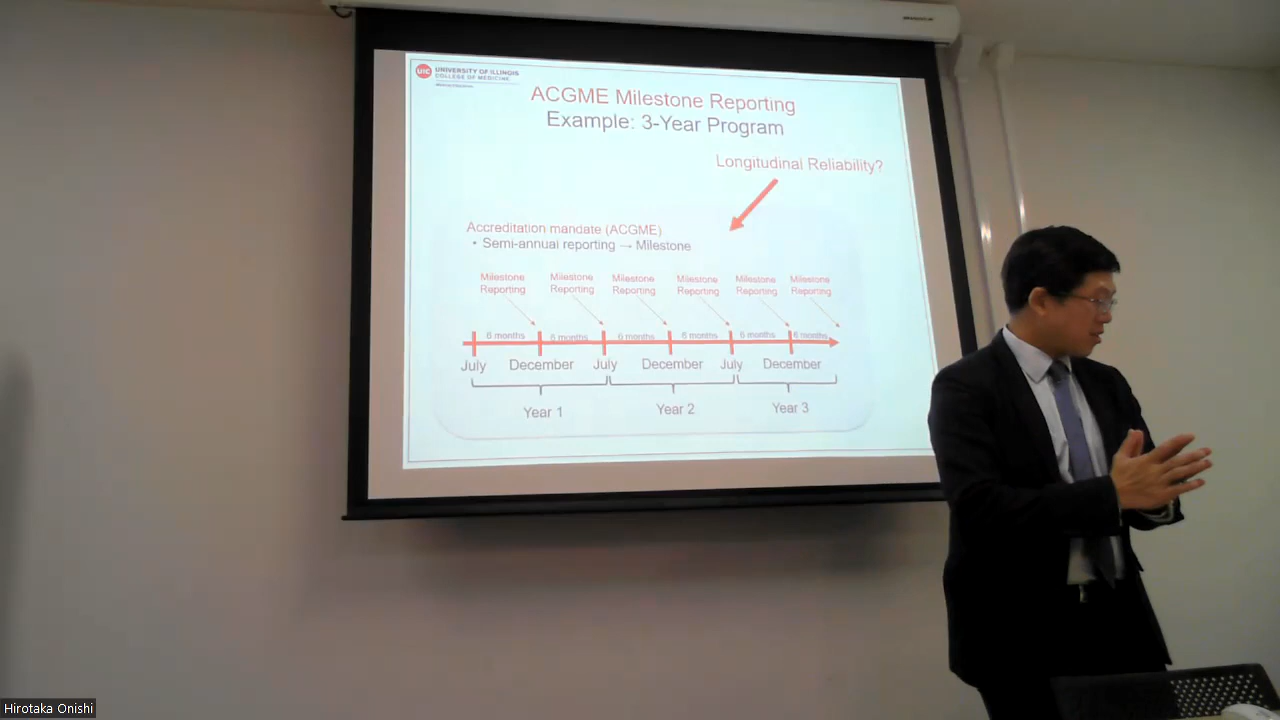 UIC
UNIVERSITY OF ILLINOIS
COLLEGE OF MEDICINE
ACGME Milestone Reporting
Example: 3-Year Program
Longitudinal Reliability?
Accreditation mandate (ACGME)
• Semi-annual reporting → Milestone
Milestone Reporting
Milestone Reporting
Milestone Reporting
Milestone Reporting
Milestone Reporting
Milestone Reporting
6 months 6 months 6 months 6 months 6 months 6 months
July December July December July December
Year 1 Year 2 Year 3
Hirotaka Onishi